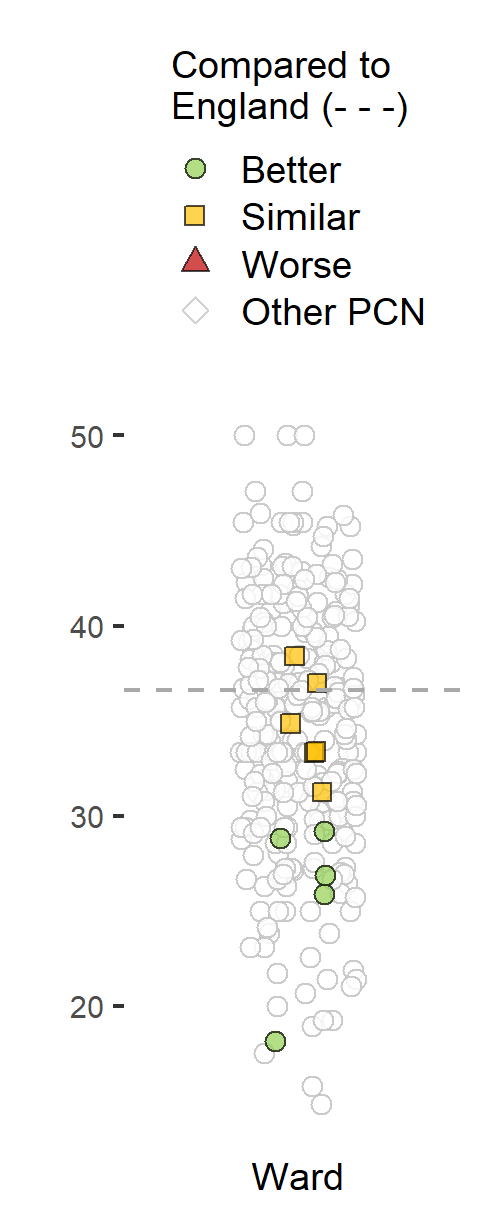 Compared to
England (- - -)
Better
Similar
Worse
Other PCN
50
40
30
20
Ward